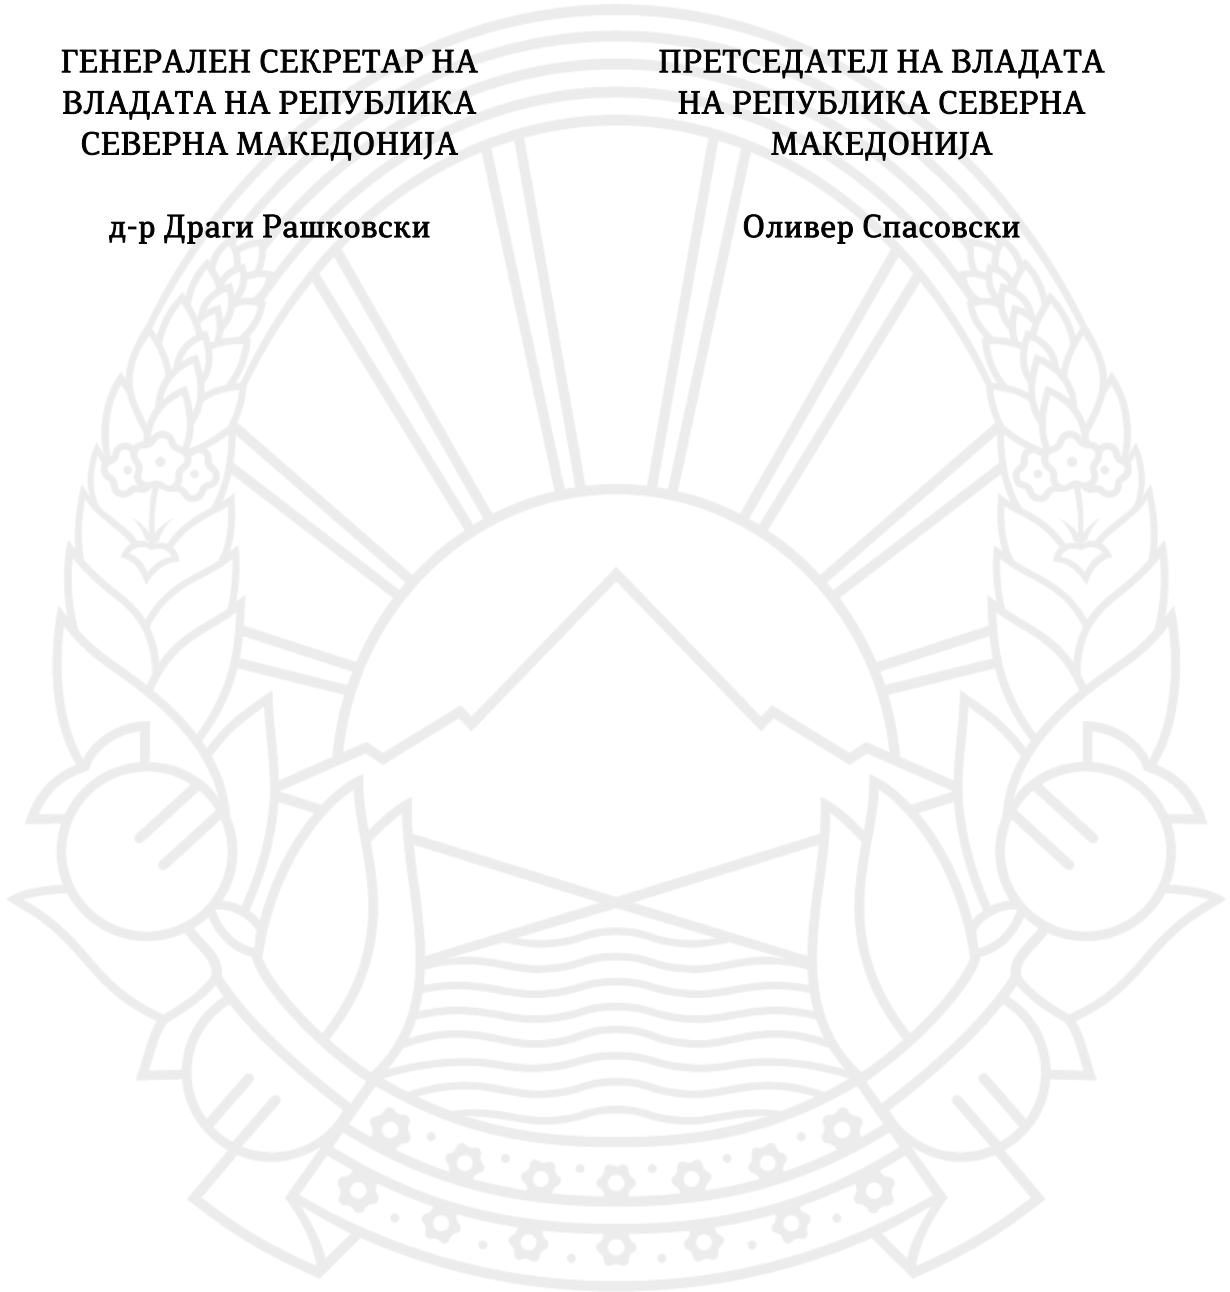 ГЕНЕРАЛЕН СЕКРЕТАР НА
ВЛАДАТА НА РЕПУБЛИКА
СЕВЕРНА МАКЕДОНИЈА
д-р Драги Рашковски
ПРЕТСЕДАТЕЛ НА ВЛАДАТА
НА РЕПУБЛИКА СЕВЕРНА
МАКЕДОНИЈА
Оливер Спасовски